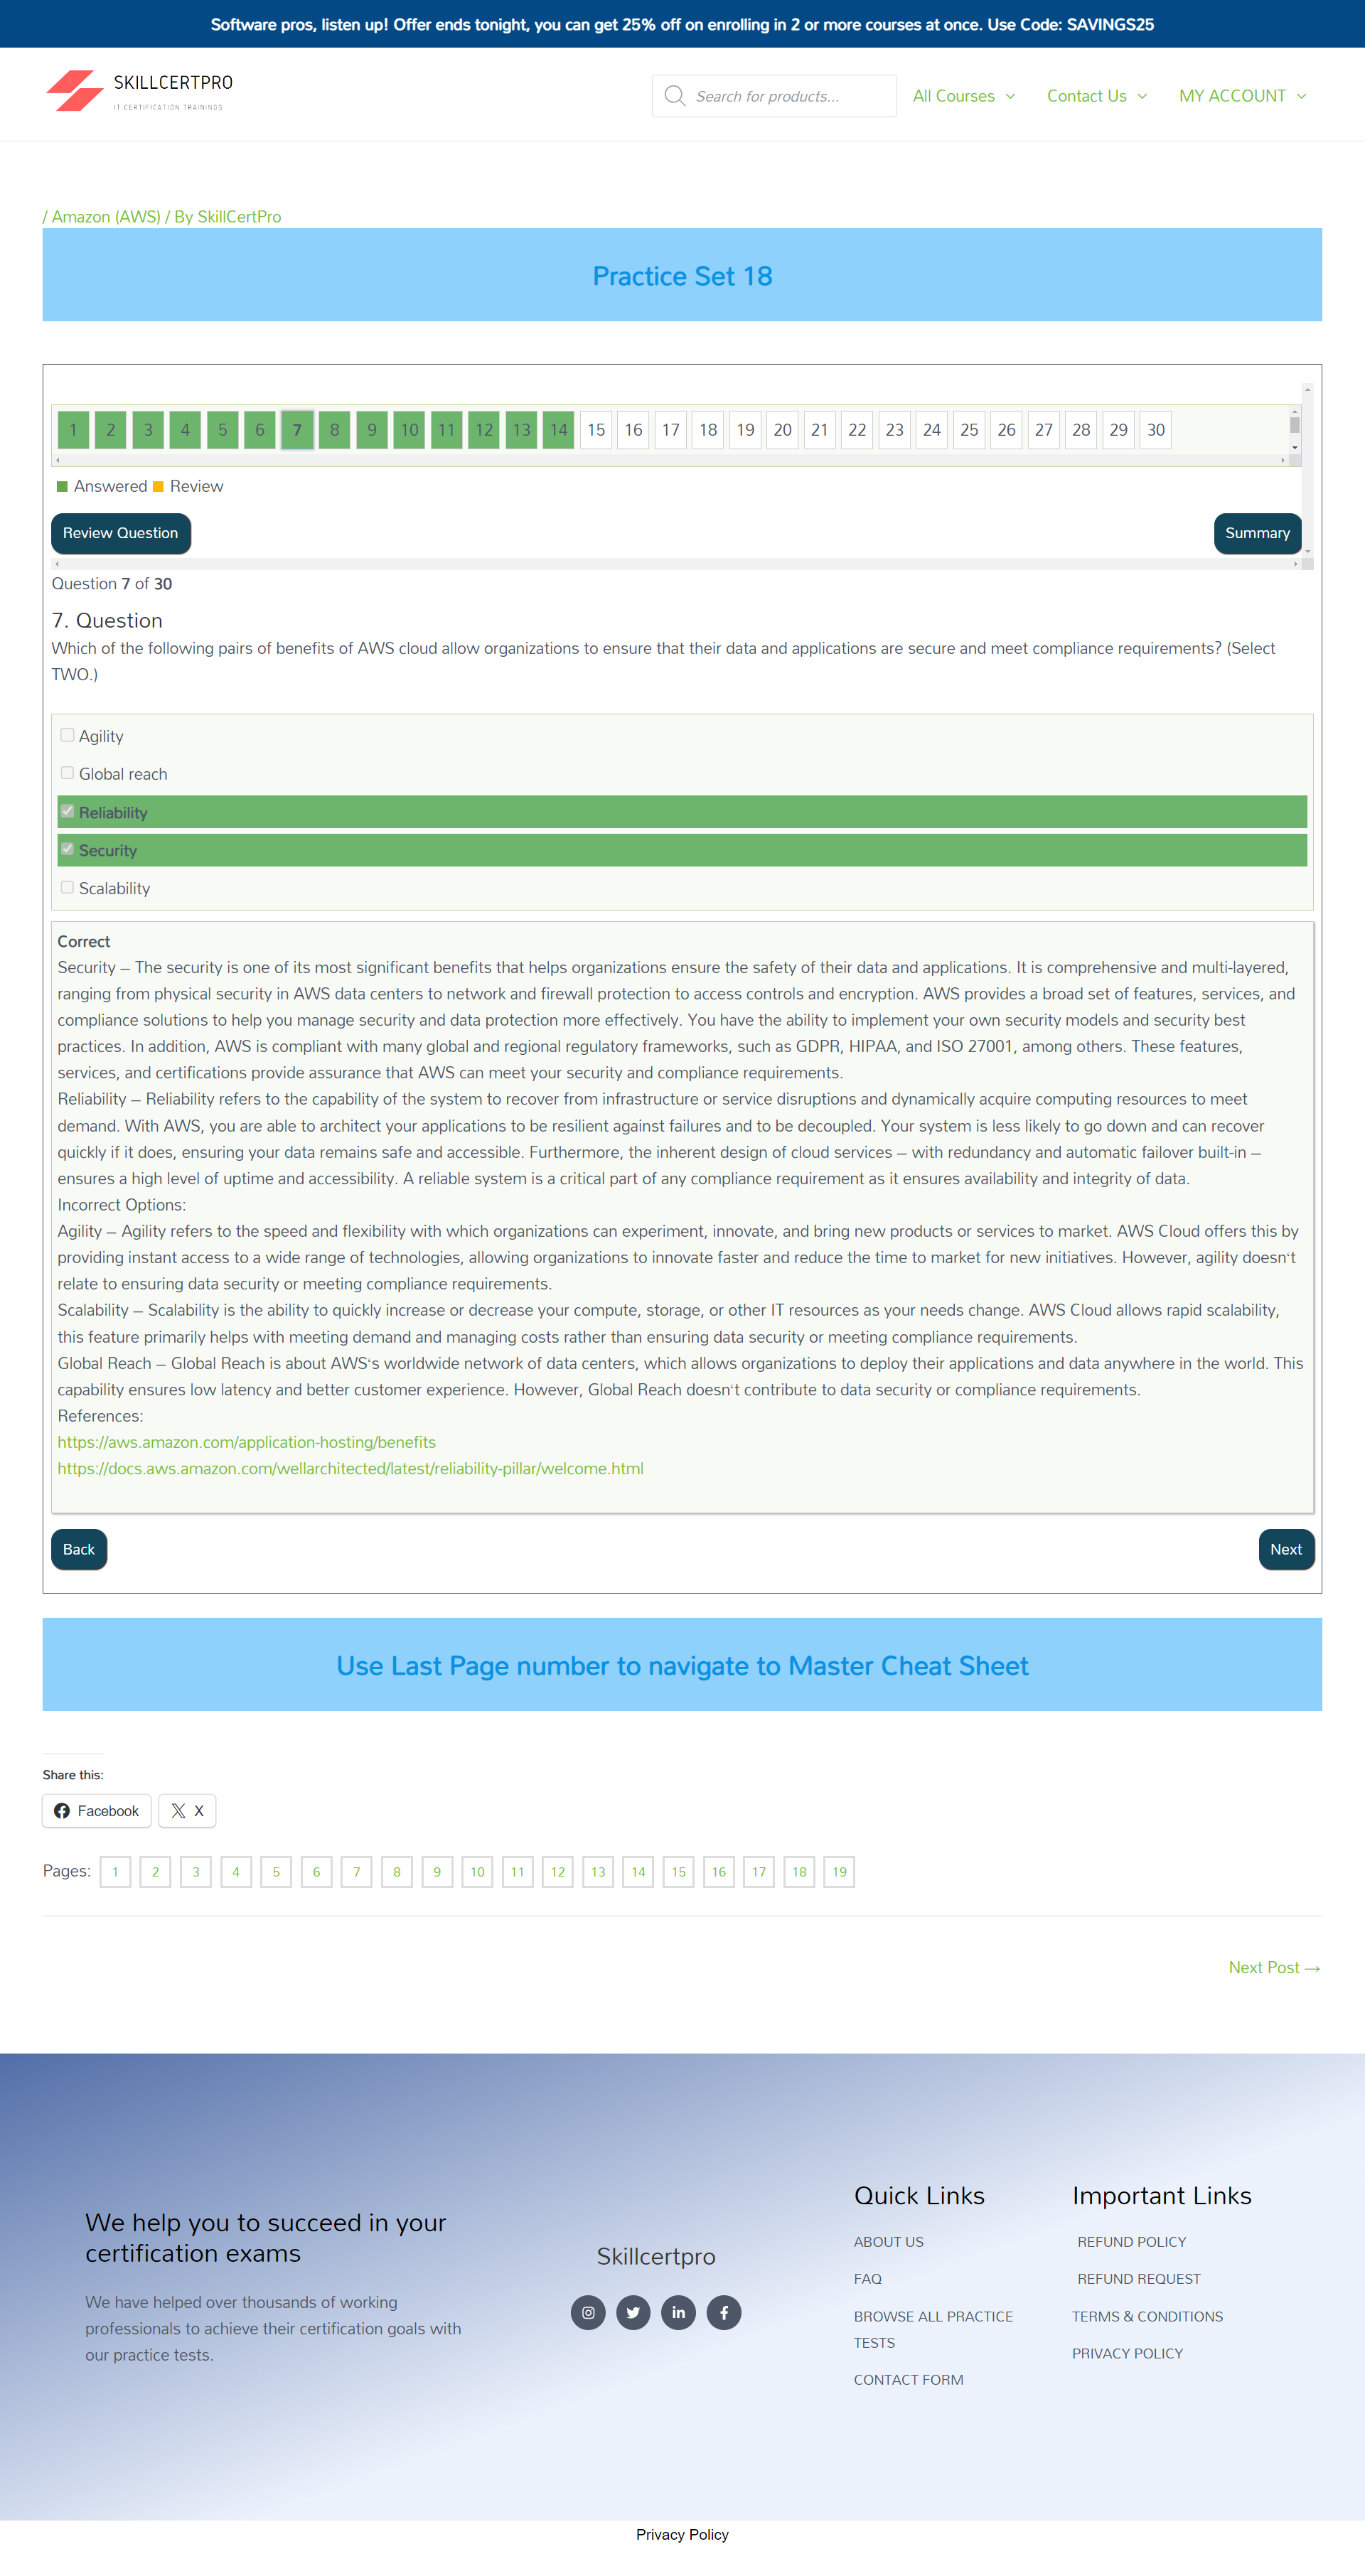 Software pros, listen up! Offer ends tonight, you can get 25% off on enrolling in 2 or more courses at once. Use Code: SAVINGS25
SKILLCERTPRO
IT CERTIFICATION TRAININGS
Search for products...
All Courses
Contact Us
MY ACCOUNT
/ Amazon (AWS) / By SkillCertPro
Practice Set 18
1 2 3 4 5 6 7 8 9 10 11 12 13 14 15 16 17 18 19 20 21 22 23 24 25 26 27 28 29 30
Answered Review
Review Question
Summary
Question 7 of 30
7. Question
Which of the following pairs of benefits of AWS cloud allow organizations to ensure that their data and applications are secure and meet compliance requirements? (Select
TWO.)
Agility
Global reach
Reliability
Security
Scalability
Correct
Security – The security is one of its most significant benefits that helps organizations ensure the safety of their data and applications. It is comprehensive and multi-layered,
ranging from physical security in AWS data centers to network and firewall protection to access controls and encryption. AWS provides a broad set of features, services, and
compliance solutions to help you manage security and data protection more effectively. You have the ability to implement your own security models and security best
practices. In addition, AWS is compliant with many global and regional regulatory frameworks, such as GDPR, HIPAA, and ISO 27001, among others. These features,
services, and certifications provide assurance that AWS can meet your security and compliance requirements.
Reliability – Reliability refers to the capability of the system to recover from infrastructure or service disruptions and dynamically acquire computing resources to meet
demand. With AWS, you are able to architect your applications to be resilient against failures and to be decoupled. Your system is less likely to go down and can recover
quickly if it does, ensuring your data remains safe and accessible. Furthermore, the inherent design of cloud services – with redundancy and automatic failover built-in –
ensures a high level of uptime and accessibility. A reliable system is a critical part of any compliance requirement as it ensures availability and integrity of data.
Incorrect Options:
Agility – Agility refers to the speed and flexibility with which organizations can experiment, innovate, and bring new products or services to market. AWS Cloud offers this by
providing instant access to a wide range of technologies, allowing organizations to innovate faster and reduce the time to market for new initiatives. However, agility doesn‘t
relate to ensuring data security or meeting compliance requirements.
Scalability – Scalability is the ability to quickly increase or decrease your compute, storage, or other IT resources as your needs change. AWS Cloud allows rapid scalability,
this feature primarily helps with meeting demand and managing costs rather than ensuring data security or meeting compliance requirements.
Global Reach – Global Reach is about AWS‘s worldwide network of data centers, which allows organizations to deploy their applications and data anywhere in the world. This
capability ensures low latency and better customer experience. However, Global Reach doesn‘t contribute to data security or compliance requirements.
References:
https://aws.amazon.com/application-hosting/benefits
https://docs.aws.amazon.com/wellarchitected/latest/reliability-pillar/welcome.html
Back
Next
Use Last Page number to navigate to Master Cheat Sheet
Share this:
Facebook
X
Pages: 1 2 3 4 5 6 7 8 9 10 11 12 13 14 15 16 17 18 19
Next Post →
We help you to succeed in your
certification exams
We have helped over thousands of working
professionals to achieve their certification goals with
our practice tests.
Skillcertpro
Quick Links
ABOUT US
FAQ
BROWSE ALL PRACTICE
TESTS
CONTACT FORM
Important Links
REFUND POLICY
REFUND REQUEST
TERMS & CONDITIONS
PRIVACY POLICY
Privacy Policy